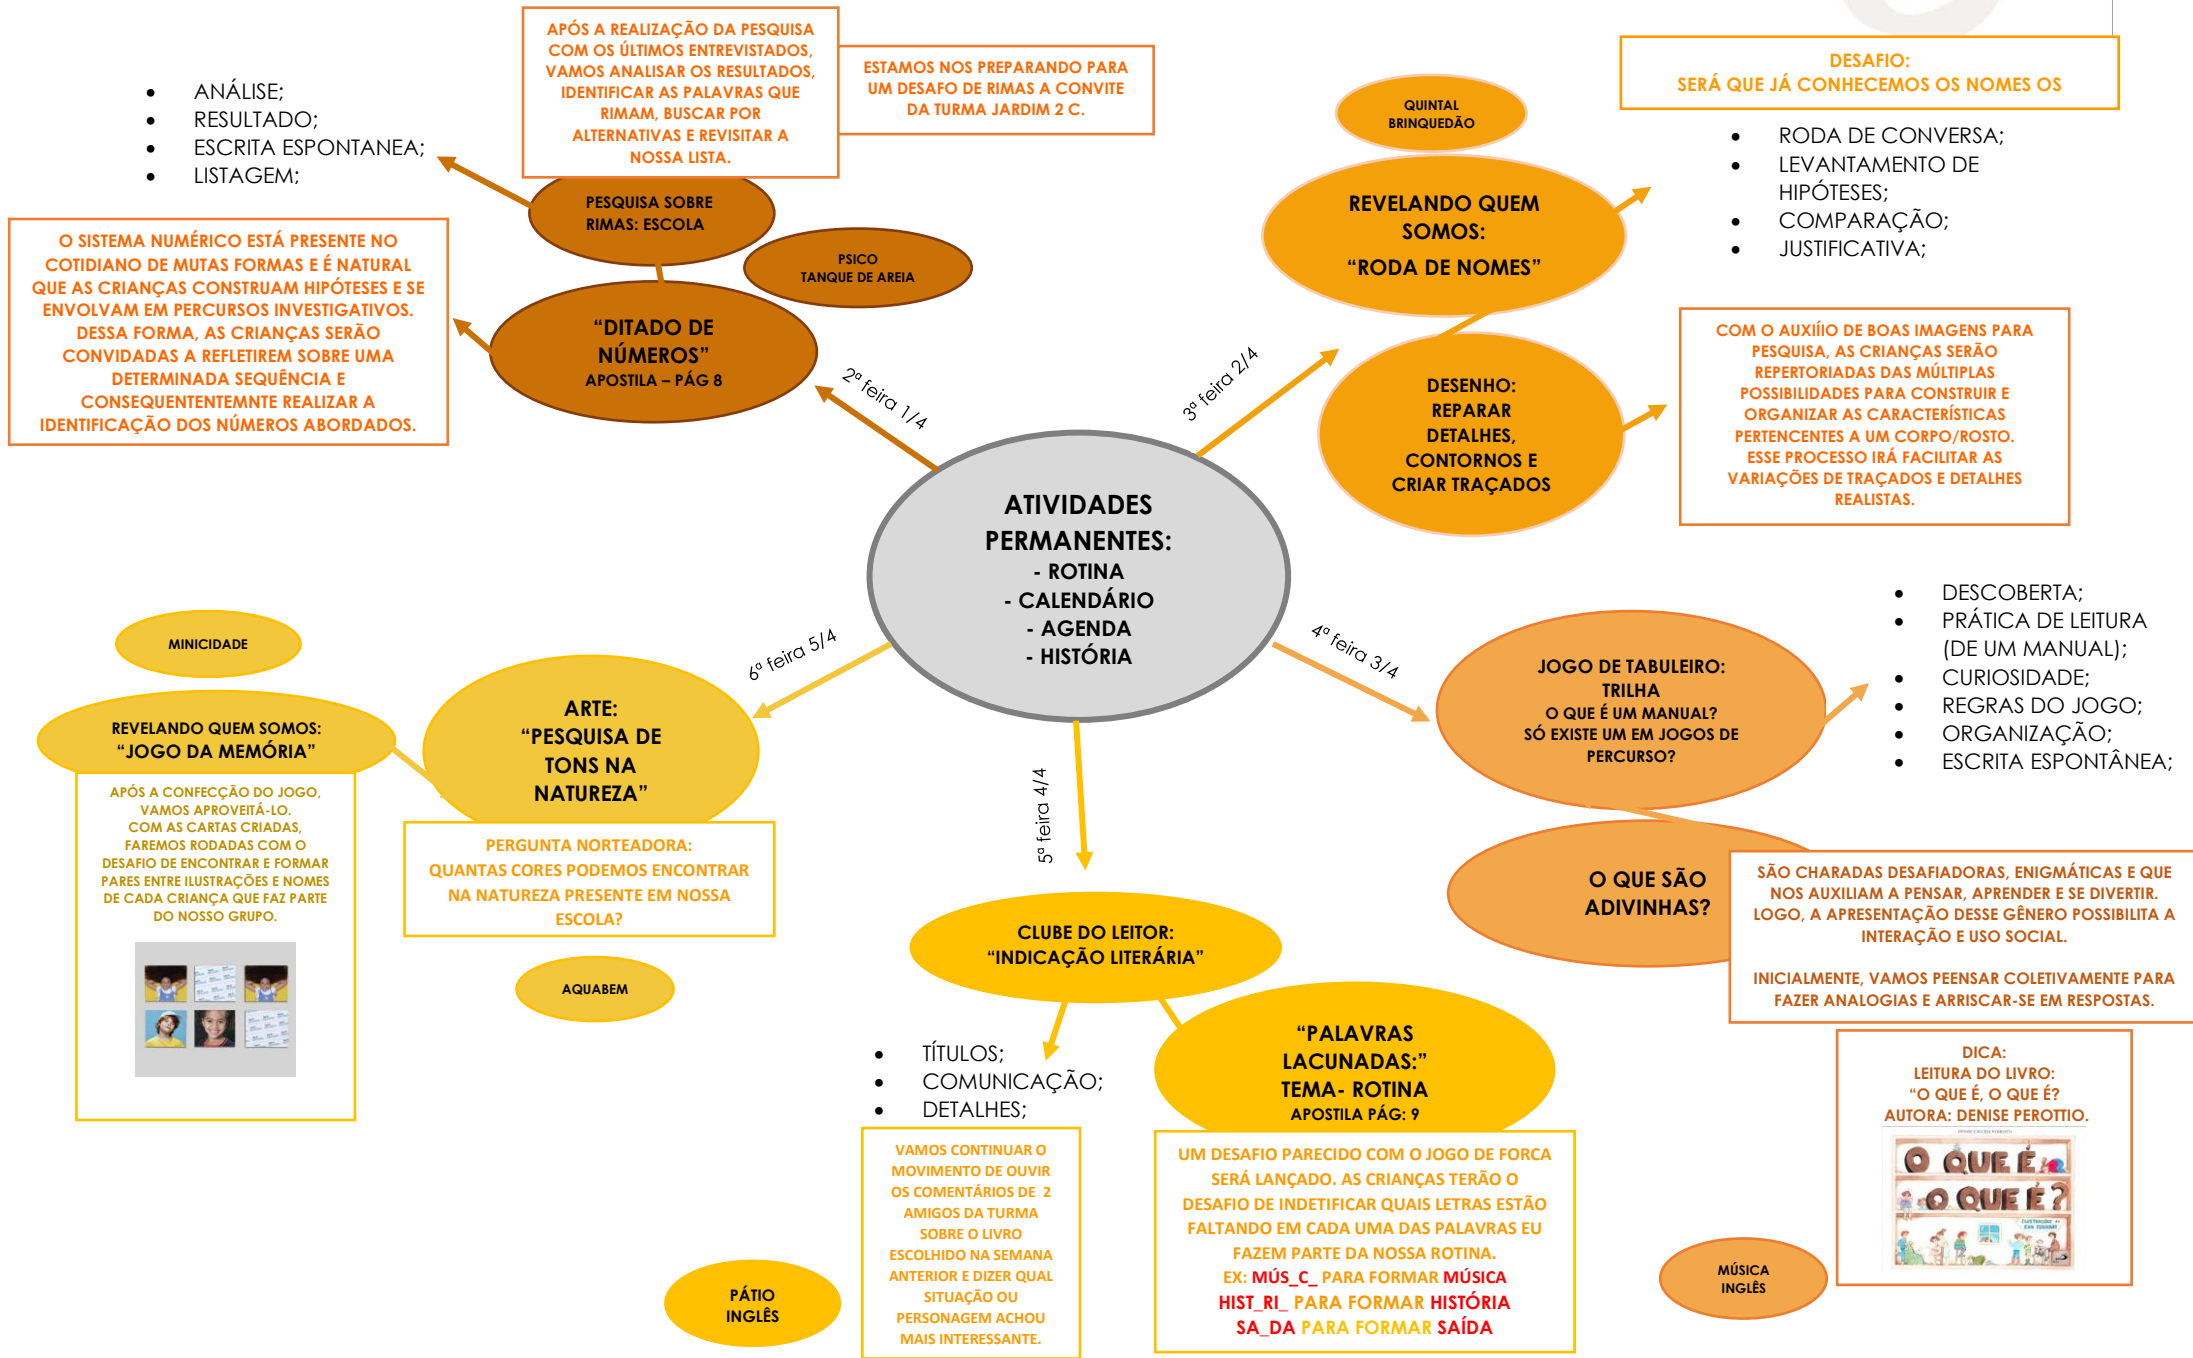 APÓS A REALIZAÇÃO DA PESQUISA
COM OS ÚLTIMOS ENTREVISTADOS,
VAMOS ANALISAR OS RESULTADOS,
IDENTIFICAR AS PALAVRAS QUE
RIMAM, BUSCAR POR
ALTERNATIVAS E REVISITAR A
NOSSA LISTA.
ESTAMOS NOS PREPARANDO PARA
UM DESAFO DE RIMAS A CONVITE
DA TURMA JARDIM 2 C.
• ANÁLISE;
• RESULTADO;
• ESCRITA ESPONTANEA;
• LISTAGEM;
PESQUISA SOBRE
RIMAS: ESCOLA
PSICO
TANQUE DE AREIA
O SISTEMA NUMÉRICO ESTÁ PRESENTE NO
COTIDIANO DE MUTAS FORMAS E É NATURAL
QUE AS CRIANÇAS CONSTRUAM HIPÓTESES E SE
ENVOLVAM EM PERCURSOS INVESTIGATIVOS.
DESSA FORMA, AS CRIANÇAS SERÃO
CONVIDADAS A REFLETIREM SOBRE UMA
DETERMINADA SEQUÊNCIA E
CONSEQUENTENTEMNTE REALIZAR A
IDENTIFICAÇÃO DOS NÚMEROS ABORDADOS.
“DITADO DE
NÚMEROS”
APOSTILA – PÁG 8
2ª feira 1/4
DESAFIO:
SERÁ QUE JÁ CONHECEMOS OS NOMES OS
QUINTAL
BRINQUEDÃO
• RODA DE CONVERSA;
• LEVANTAMENTO DE
HIPÓTESES;
• COMPARAÇÃO;
• JUSTIFICATIVA;
REVELANDO QUEM
SOMOS:
“RODA DE NOMES”
3ª feira 2/4
DESENHO:
REPARAR
DETALHES,
CONTORNOS E
CRIAR TRAÇADOS
COM O AUXIÍIO DE BOAS IMAGENS PARA
PESQUISA, AS CRIANÇAS SERÃO
REPERTORIADAS DAS MÚLTIPLAS
POSSIBILIDADES PARA CONSTRUIR E
ORGANIZAR AS CARACTERÍSTICAS
PERTENCENTES A UM CORPO/ROSTO.
ESSE PROCESSO IRÁ FACILITAR AS
VARIAÇÕES DE TRAÇADOS E DETALHES
REALISTAS.
ATIVIDADES
PERMANENTES:
- ROTINA
- CALENDÁRIO
- AGENDA
- HISTÓRIA
4ª feira 3/4
JOGO DE TABULEIRO:
TRILHA
O QUE É UM MANUAL?
SÓ EXISTE UM EM JOGOS DE
PERCURSO?
• DESCOBERTA;
• PRÁTICA DE LEITURA
(DE UM MANUAL);
• CURIOSIDADE;
• REGRAS DO JOGO;
• ORGANIZAÇÃO;
• ESCRITA ESPONTÂNEA;
O QUE SÃO
ADIVINHAS?
SÃO CHARADAS DESAFIADORAS, ENIGMÁTICAS E QUE
NOS AUXILIAM A PENSAR, APRENDER E SE DIVERTIR.
LOGO, A APRESENTAÇÃO DESSE GÊNERO POSSIBILITA A
INTERAÇÃO E USO SOCIAL.
INICIALMENTE, VAMOS PEENSAR COLETIVAMENTE PARA
FAZER ANALOGIAS E ARRISCAR-SE EM RESPOSTAS.
DICA:
LEITURA DO LIVRO:
“O QUE É, O QUE É?
AUTORA: DENISE PEROTTIO.
O QUE É
O QUE É?
MÚSICA
INGLÊS
5ª feira 4/4
CLUBE DO LEITOR:
“INDICAÇÃO LITERÁRIA”
• TÍTULOS;
• COMUNICAÇÃO;
• DETALHES;
VAMOS CONTINUAR O
MOVIMENTO DE OUVIR
OS COMENTÁRIOS DE 2
AMIGOS DA TURMA
SOBRE O LIVRO
ESCOLHIDO NA SEMANA
ANTERIOR E DIZER QUAL
SITUAÇÃO OU
PERSONAGEM ACHOU
MAIS INTERESSANTE.
PÁTIO
INGLÊS
“PALAVRAS
LACUNADAS:”
TEMA- ROTINA
APOSTILA PÁG: 9
UM DESAFIO PARECIDO COM O JOGO DE FORCA
SERÁ LANÇADO. AS CRIANÇAS TERÃO O
DESAFIO DE INDETIFICAR QUAIS LETRAS ESTÃO
FALTANDO EM CADA UMA DAS PALAVRAS EU
FAZEM PARTE DA NOSSA ROTINA.
EX: MÚS_C_ PARA FORMAR MÚSICA
HIST_RI_ PARA FORMAR HISTÓRIA
SA_DA PARA FORMAR SAÍDA
6ª feira 5/4
ARTE:
“PESQUISA DE
TONS NA
NATUREZA”
PERGUNTA NORTEADORA:
QUANTAS CORES PODEMOS ENCONTRAR
NA NATUREZA PRESENTE EM NOSSA
ESCOLA?
AQUABEM
MINICIDADE
REVELANDO QUEM SOMOS:
“JOGO DA MEMÓRIA”
APÓS A CONFECÇÃO DO JOGO,
VAMOS APROVEITÁ-LO.
COM AS CARTAS CRIADAS,
FAREMOS RODADAS COM O
DESAFIO DE ENCONTRAR E FORMAR
PARES ENTRE ILUSTRAÇÕES E NOMES
DE CADA CRIANÇA QUE FAZ PARTE
DO NOSSO GRUPO.